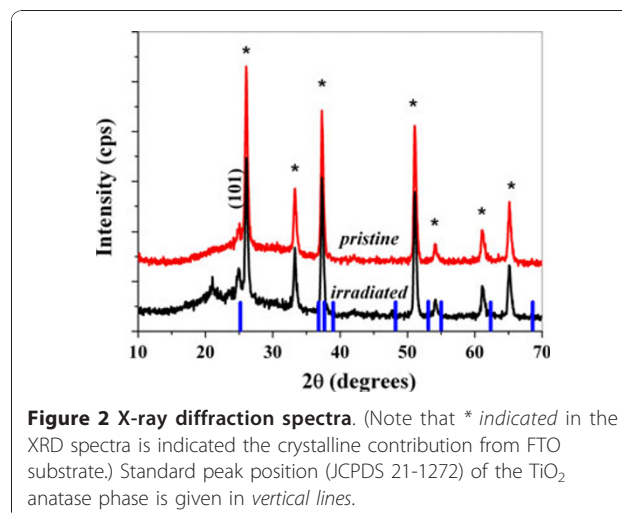 Intensity (cps)
(101)
*
*
*
*
*
*
*
pristine
irradiated
10 20 30 40 50 60 70
2θ (degrees)
Figure 2 X-ray diffraction spectra. (Note that * indicated in the
XRD spectra is indicated the crystalline contribution from FTO
substrate.) Standard peak position (JCPDS 21-1272) of the TiO₂
anatase phase is given in vertical lines.